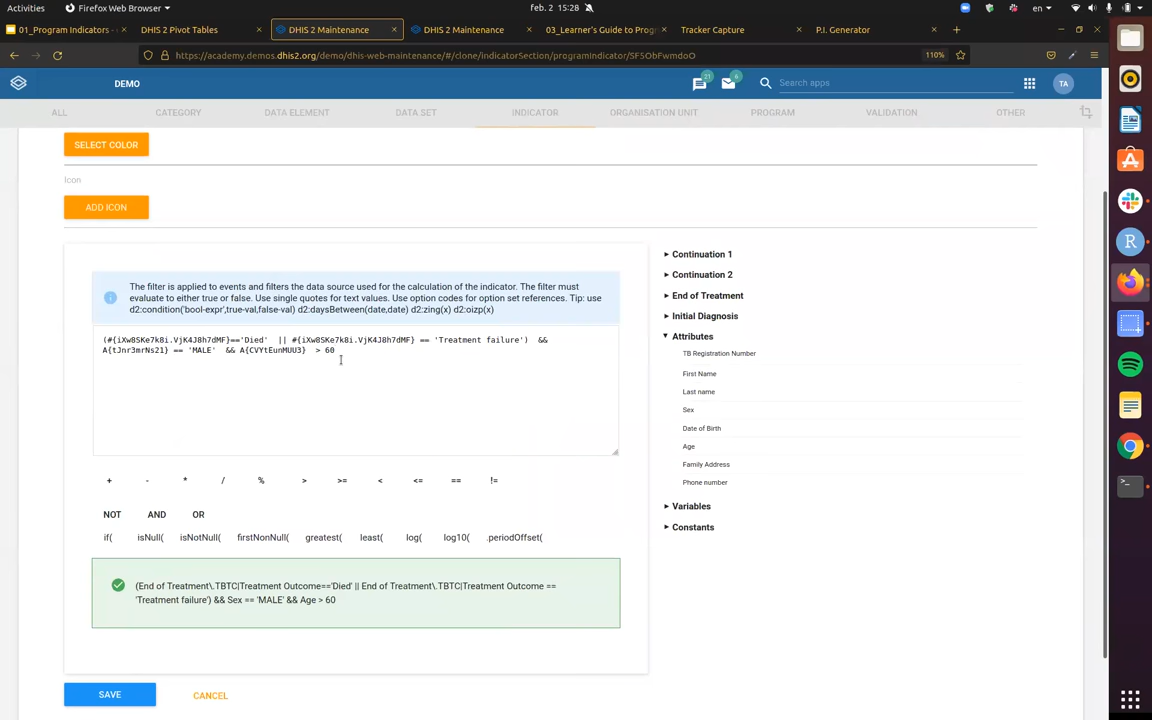 Activities
Firefox Web Browser
feb. 2 15:28
en
01_Program Indicators -
DHIS 2 Pivot Tables
DHIS 2 Maintenance
DHIS 2 Maintenance
03_Learner's Guide to Progr
Tracker Capture
P.I. Generator
https://academy.demos.dhis2.org/demo/dhis-web-maintenance/#/clone/indicatorSection/programIndicator/SFSObFwmdoO
110%
DEMO
21
6
Search apps
TA
ALL
CATEGORY
DATA ELEMENT
DATA SET
INDICATOR
ORGANISATION UNIT
PROGRAM
VALIDATION
OTHER
SELECT COLOR
Icon
ADD ICON
The filter is applied to events and filters the data source used for the calculation of the indicator. The filter must
evaluate to either true or false. Use single quotes for text values. Use option codes for option set references. Tip: use
d2:condition('bool-expr',true-val,false-val) d2:daysBetween(date,date) d2:zing(x) d2:oizp(x)
(#{iXw8SKe7k8i.VjK4J8h7dMF}=='Died' || #{iXw8SKe7k8i.VjK4J8h7dMF} == 'Treatment failure') &&
A{tJnr3mrNs21} == 'MALE' && A{CVYtEunMUU3} > 60
+ - * / % > >= < <= == !=
NOT AND OR
if( isNull( isNotNull( firstNonNull( greatest( least( log( log10( .periodOffset(
(End of Treatment\.TBTC|Treatment Outcome=='Died' || End of Treatment\.TBTC|Treatment Outcome ==
'Treatment failure') && Sex == 'MALE' && Age > 60
SAVE
CANCEL
Continuation 1
Continuation 2
End of Treatment
Initial Diagnosis
Attributes
TB Registration Number
First Name
Last name
Sex
Date of Birth
Age
Family Address
Phone number
Variables
Constants